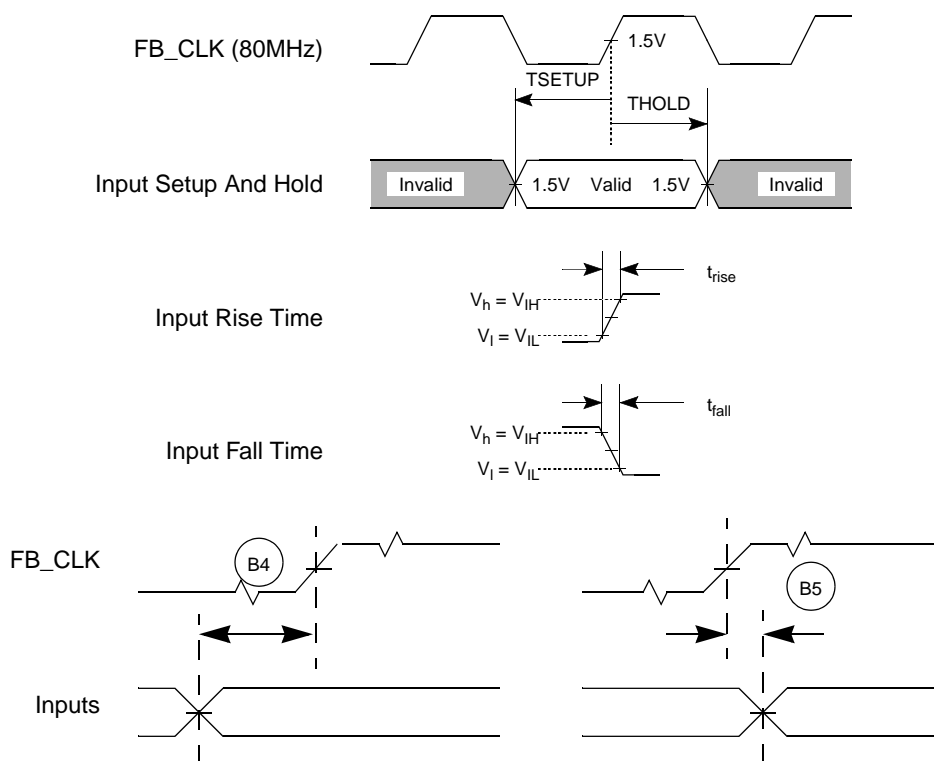 FB_CLK (80MHz)
1.5V
TSETUP
THOLD
Input Setup And Hold
Invalid
1.5V
Valid
1.5V
Invalid
t_rise
V_h = V_IH
Input Rise Time
V_l = V_IL
t_fall
V_h = V_IH
Input Fall Time
V_l = V_IL
FB_CLK
B4
B5
Inputs